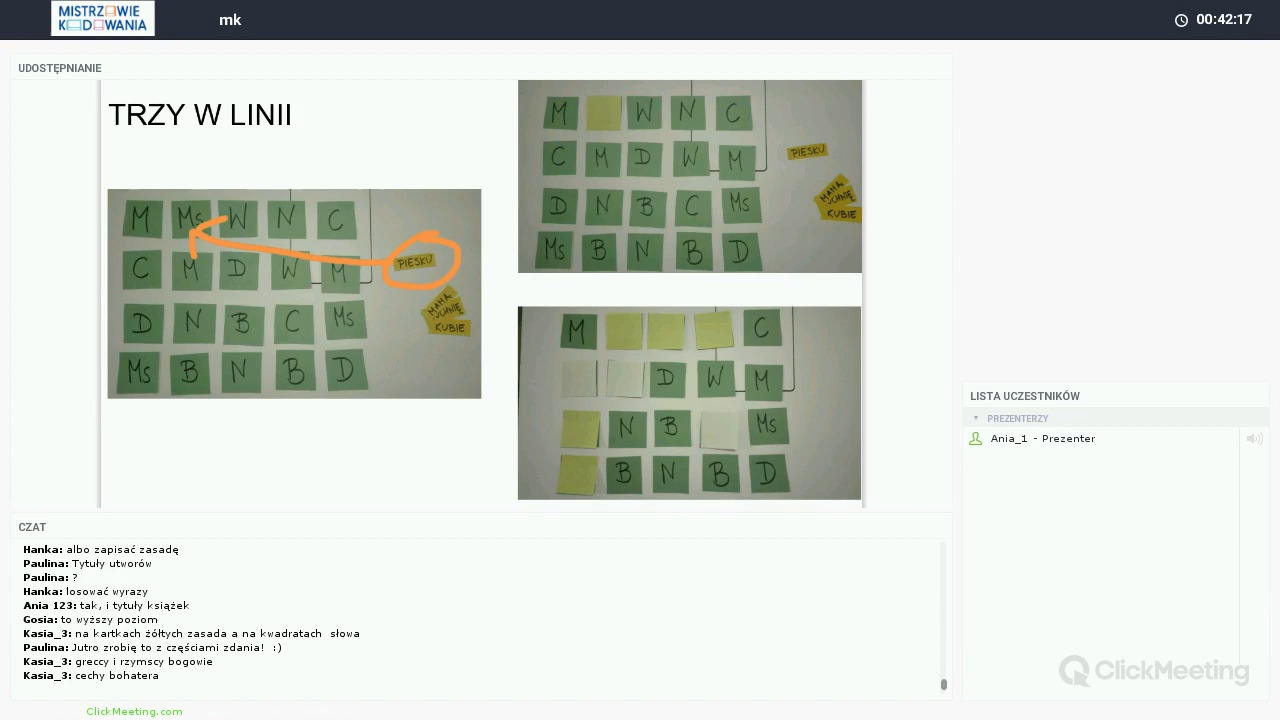 MISTRZOWIE
KODOWANIA
mk
00:42:17
UDOSTĘPNIANIE
TRZY W LINII
M Ms W N C
C M D W M
D N B C Ms
Ms B N B D
PIESKU
MAMA
KUBIE
M W N C
C M D W M
D N B C Ms
Ms B N B D
PIESKU
MAMA
KUBIE
M C
D W M
N B Ms
B N B D
CZAT
Hanka: albo zapisać zasadę
Paulina: Tytuły utworów
Paulina: ?
Hanka: losować wyrazy
Ania 123: tak, i tytuły książek
Gosia: to wyższy poziom
Kasia_3: na kartkach żółtych zasada a na kwadratach słowa
Paulina: Jutro zrobię to z częściami zdania! :)
Kasia_3: greccy i rzymscy bogowie
Kasia_3: cechy bohatera
LISTA UCZESTNIKÓW
PREZENTERZY
Ania_1 - Prezenter
ClickMeeting
ClickMeeting.com